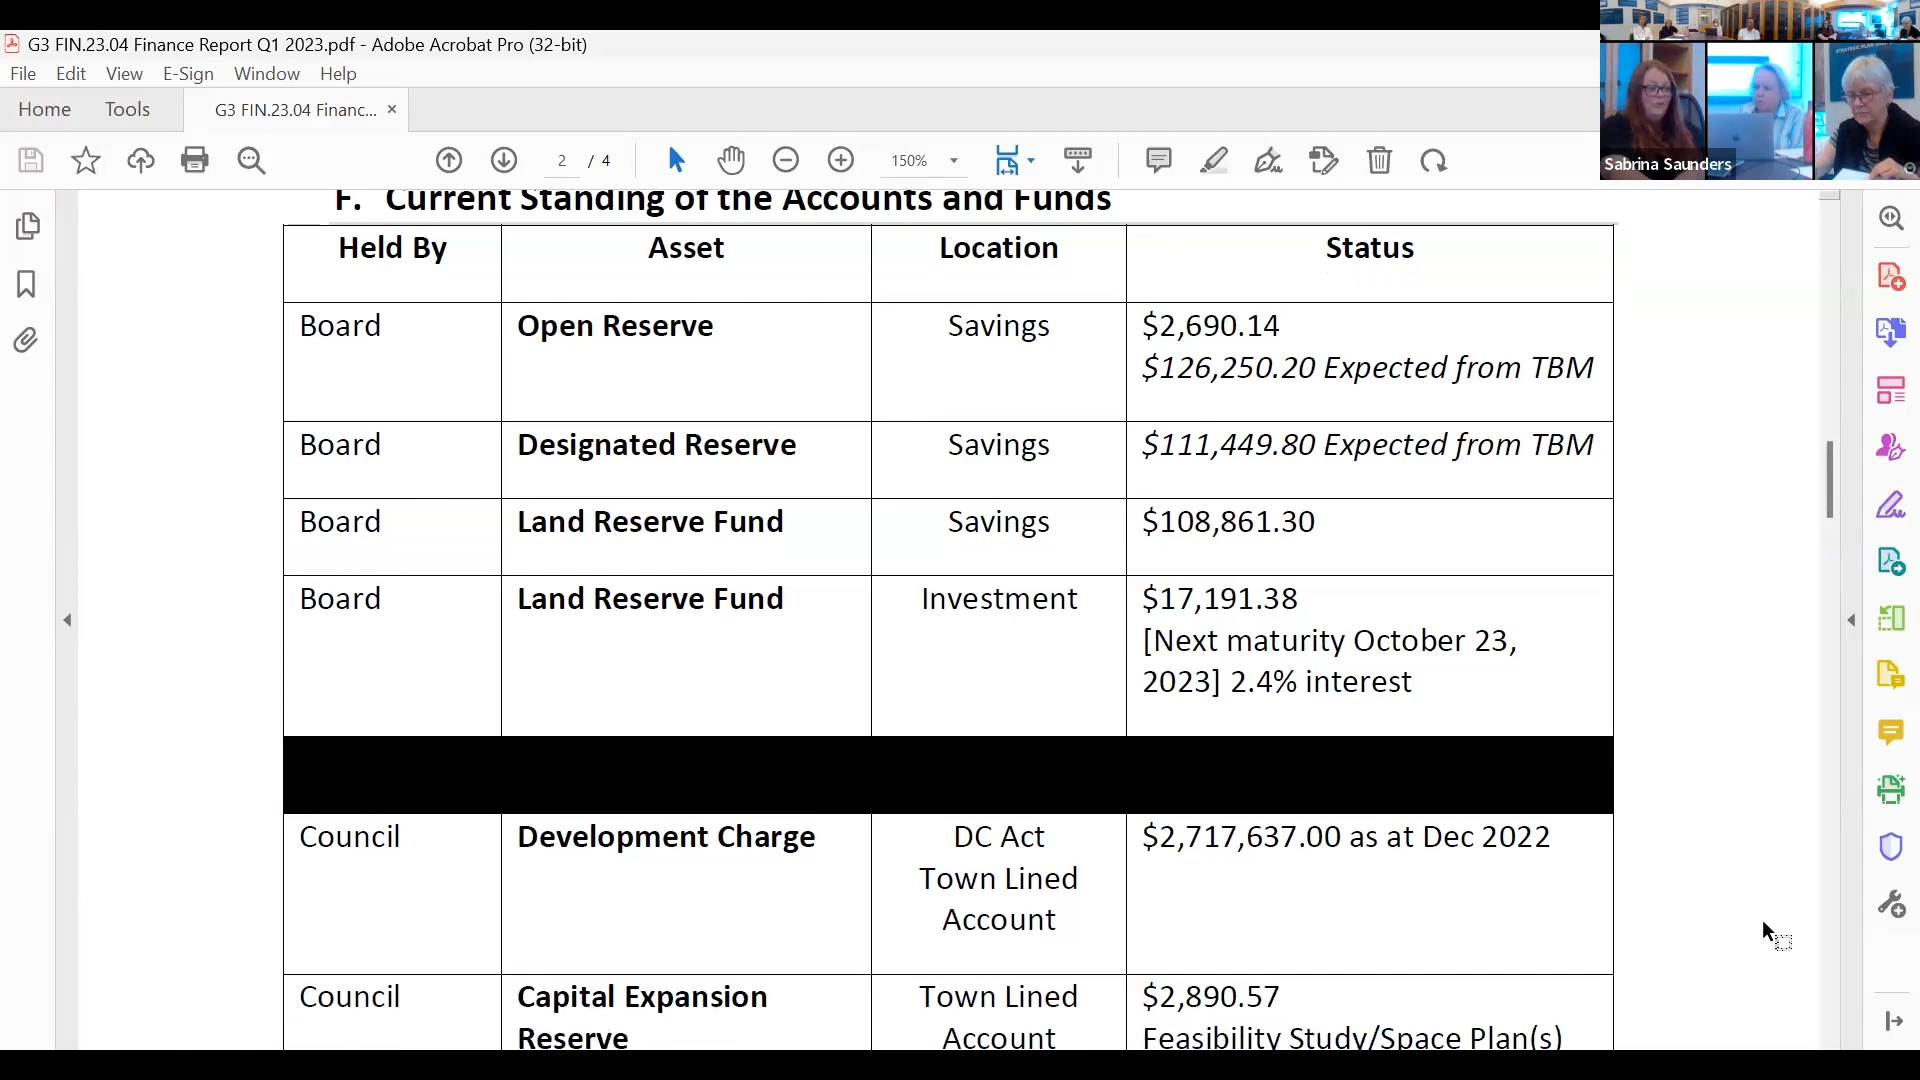 G3 FIN.23.04 Finance Report Q1 2023.pdf - Adobe Acrobat Pro (32-bit)
File Edit View E-Sign Window Help
Home Tools G3 FIN.23.04 Financ... ×
2 / 4 150%
Sabrina Saunders
F. Current Standing of the Accounts and Funds
Held By Asset Location Status
Board Open Reserve Savings $2,690.14
$126,250.20 Expected from TBM
Board Designated Reserve Savings $111,449.80 Expected from TBM
Board Land Reserve Fund Savings $108,861.30
Board Land Reserve Fund Investment $17,191.38
[Next maturity October 23,
2023] 2.4% interest
Council Development Charge DC Act $2,717,637.00 as at Dec 2022
Town Lined
Account
Council Capital Expansion Town Lined $2,890.57
Reserve Account Feasibility Study/Space Plan(s)